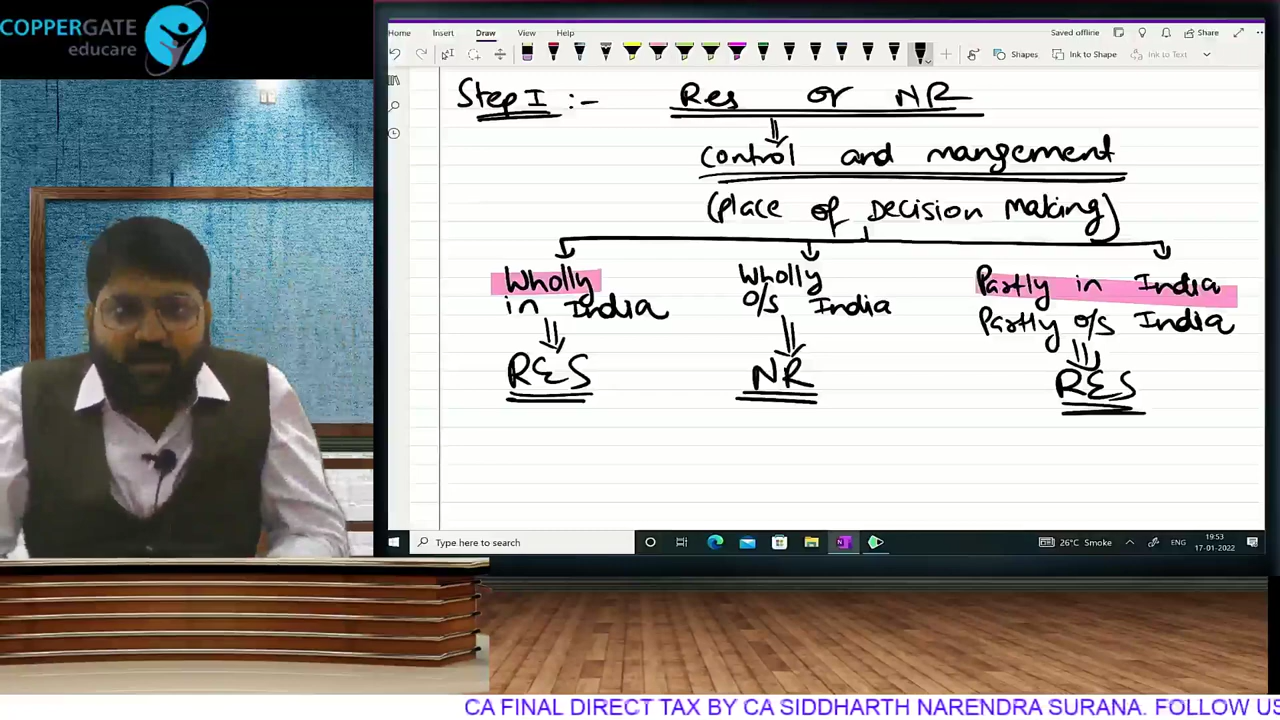 COPPERGATE
educare
Home Insert Draw View Help
Saved offline
Share
Shapes
Ink to Shape
Ink to Text
Step I :- Res or NR
Control and mangement
(Place of Decision Making)
Wholly
in India
RES
Wholly
o/s India
NR
Partly in India
Partly o/s India
RES
Type here to search
26°C Smoke
ENG
19:53
17-01-2022
CA FINAL DIRECT TAX BY CA SIDDHARTH NARENDRA SURANA. FOLLOW US